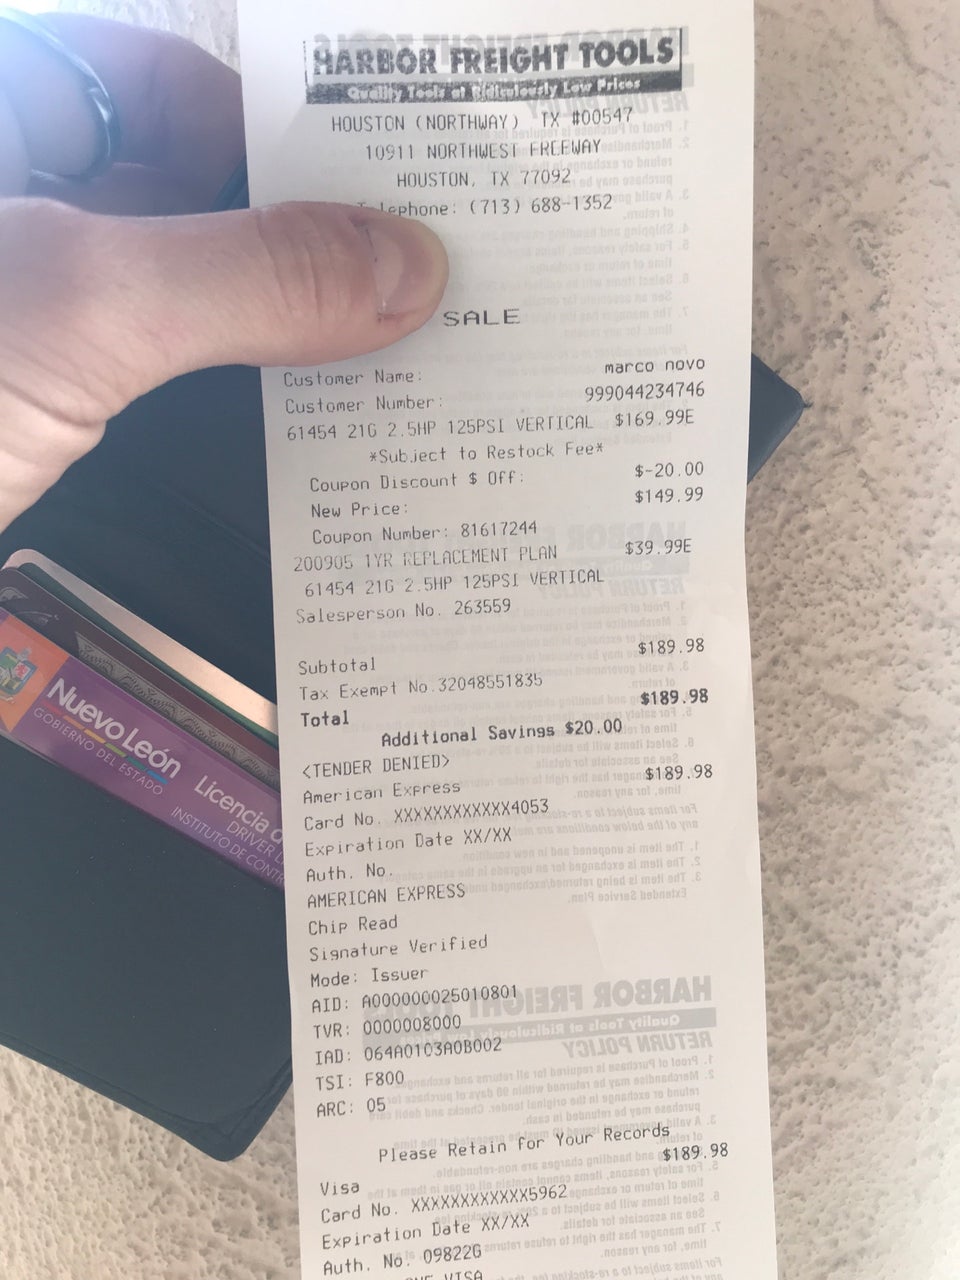 HARBOR FREIGHT TOOLS
Quality Tools at Ridiculously Low Prices
HOUSTON (NORTHWAY) TX #00547
10911 NORTHWEST FREEWAY
HOUSTON, TX 77092
Telephone: (713) 688-1352
SALE
Customer Name: marco novo
Customer Number: 999044234746
61454 21G 2.5HP 125PSI VERTICAL $169.99E
*Subject to Restock Fee*
Coupon Discount $ Off: $-20.00
New Price: $149.99
Coupon Number: 81617244
200905 1YR REPLACEMENT PLAN $39.99E
61454 21G 2.5HP 125PSI VERTICAL
Salesperson No. 263559
Subtotal $189.98
Tax Exempt No.32048551835
Total $189.98
Additional Savings $20.00
<TENDER DENIED>
American Express $189.98
Card No. XXXXXXXXXXXX4053
Expiration Date XX/XX
Auth. No.
AMERICAN EXPRESS
Chip Read
Signature Verified
Mode: Issuer
AID: A000000025010801
TVR: 0000008000
IAD: 064A0103A0B002
TSI: F800
ARC: 05
Please Retain for Your Records
Visa $189.98
Card No. XXXXXXXXXXXX5962
Expiration Date XX/XX
Auth. No. 09822G
VISA
Nuevo León
GOBIERNO DEL ESTADO
Licencia
DRIVER
INSTITUTO DE